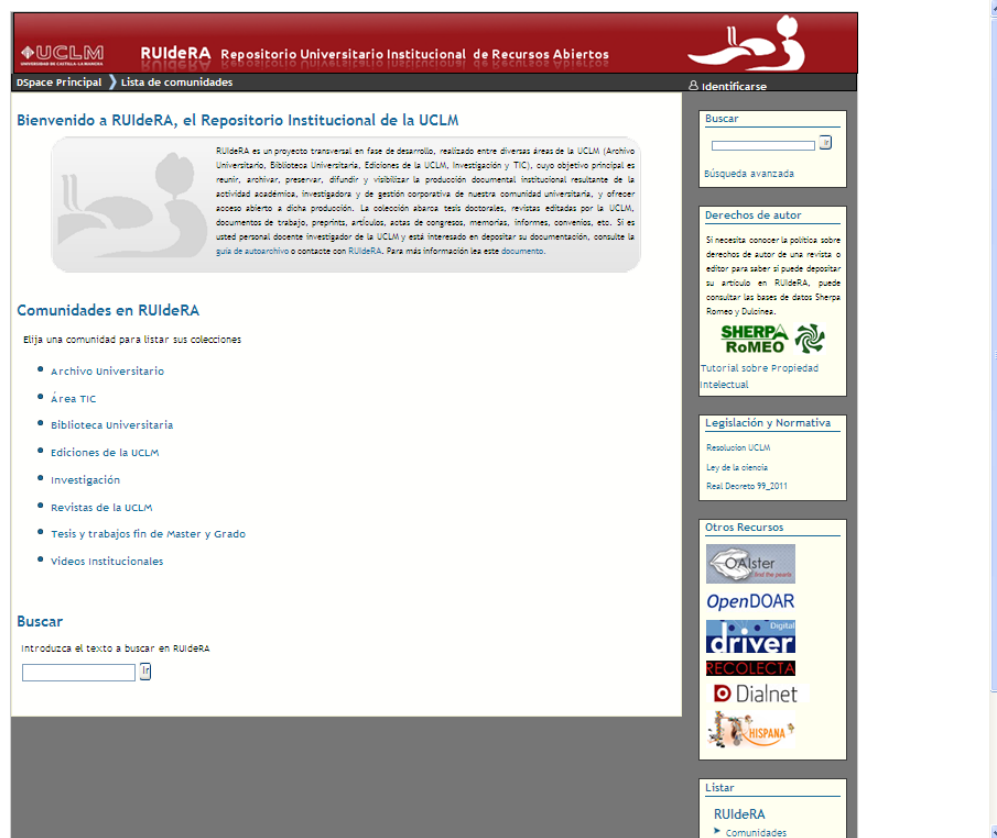 UCLM
UNIVERSIDAD DE CASTILLA-LA MANCHA
RUIdeRA Repositorio Universitario Institucional de Recursos Abiertos
DSpace Principal ❯ Lista de comunidades
Identificarse
Bienvenido a RUIdeRA, el Repositorio Institucional de la UCLM
RUIdeRA es un proyecto transversal en fase de desarrollo, realizado entre diversas áreas de la UCLM (Archivo
Universitario, Biblioteca Universitaria, Ediciones de la UCLM, Investigación y TIC), cuyo objetivo principal es
reunir, archivar, preservar, difundir y visibilizar la producción documental institucional resultante de la
actividad académica, investigadora y de gestión corporativa de nuestra comunidad universitaria, y ofrecer
acceso abierto a dicha producción. La colección abarca tesis doctorales, revistas editadas por la UCLM,
documentos de trabajo, preprints, artículos, actas de congresos, memorias, informes, convenios, etc. Si es
usted personal docente investigador de la UCLM y está interesado en depositar su documentación, consulte la
guía de autoarchivo o contacte con RUIdeRA. Para más información lea este documento.
Comunidades en RUIdeRA
Elija una comunidad para listar sus colecciones
• Archivo Universitario
• Área TIC
• Biblioteca Universitaria
• Ediciones de la UCLM
• Investigación
• Revistas de la UCLM
• Tesis y trabajos fin de Master y Grado
• Videos Institucionales
Buscar
Introduzca el texto a buscar en RUIdeRA
Ir
Buscar
Ir
Búsqueda avanzada
Derechos de autor
Si necesita conocer la política sobre
derechos de autor de una revista o
editor para saber si puede depositar
su artículo en RUIdeRA, puede
consultar las bases de datos Sherpa
Romeo y Dulcinea.
SHERPA
RoMEO
Tutorial sobre Propiedad
Intelectual
Legislación y Normativa
Resolucion UCLM
Ley de la ciencia
Real Decreto 99_2011
Otros Recursos
OAIster
find the pearls
OpenDOAR
Digital
driver
RECOLECTA
Dialnet
HISPANA
Listar
RUIdeRA
Comunidades